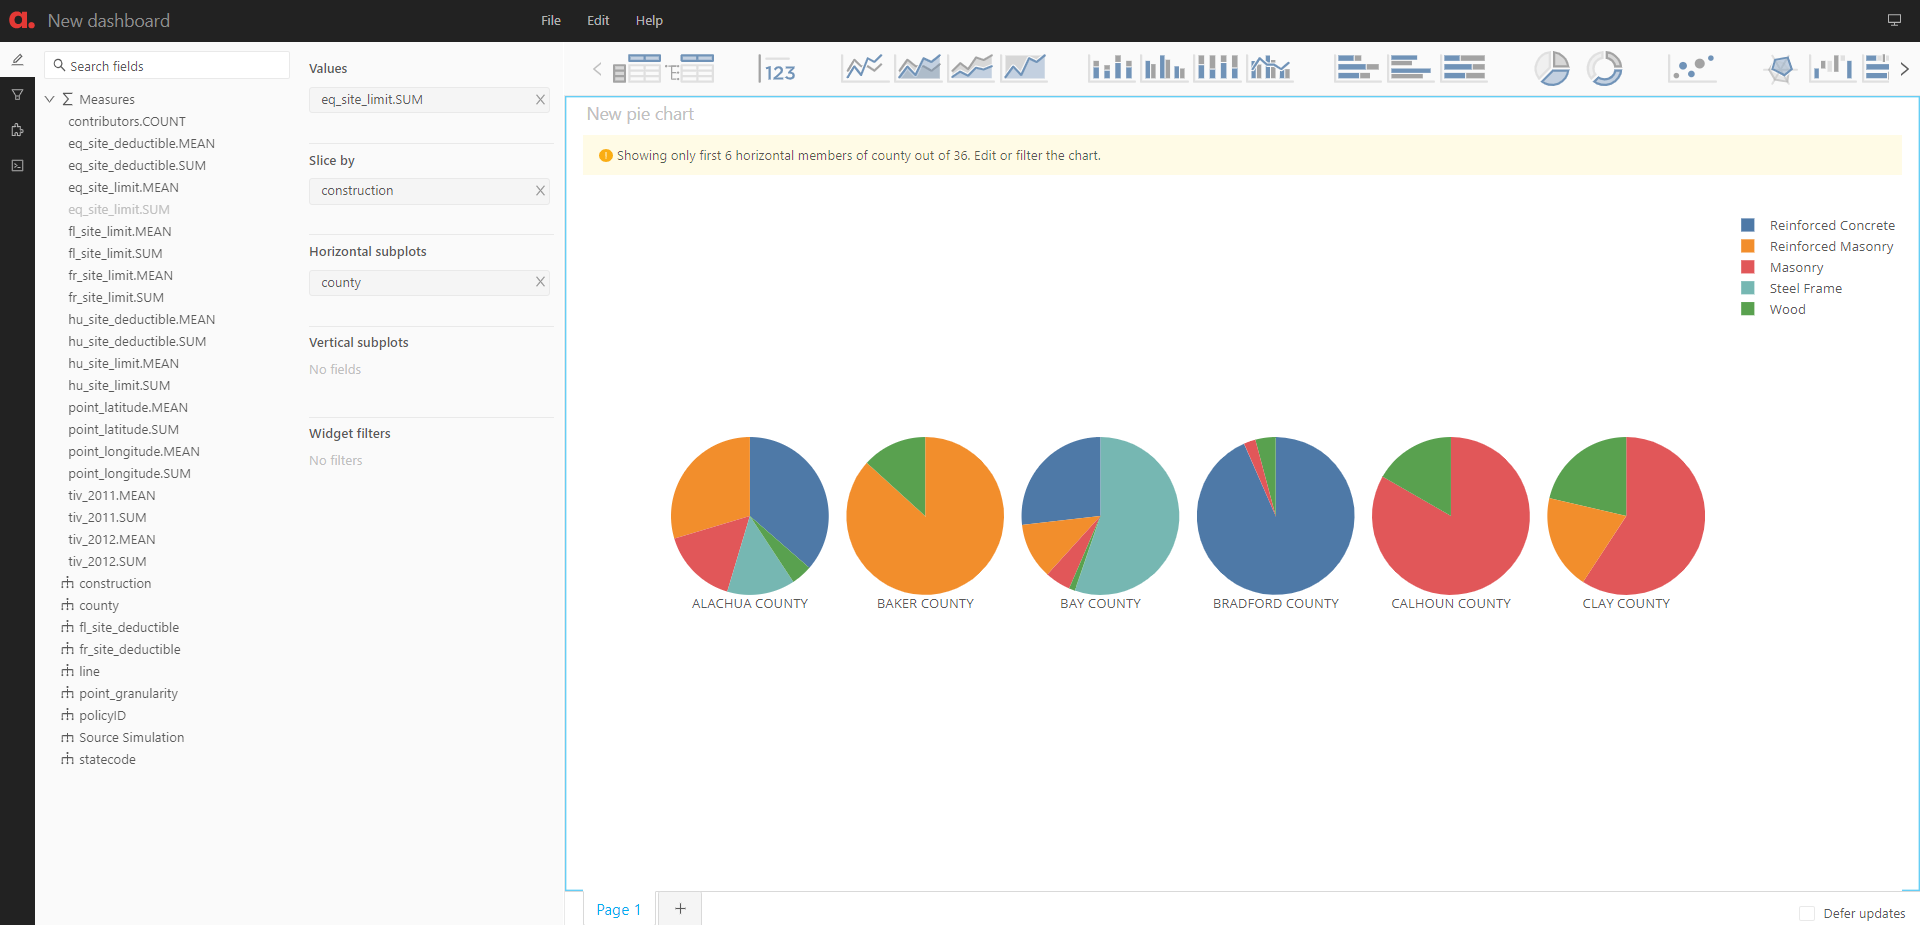 a. New dashboard
File Edit Help
Search fields
Measures
contributors.COUNT
eq_site_deductible.MEAN
eq_site_deductible.SUM
eq_site_limit.MEAN
eq_site_limit.SUM
fl_site_limit.MEAN
fl_site_limit.SUM
fr_site_limit.MEAN
fr_site_limit.SUM
hu_site_deductible.MEAN
hu_site_deductible.SUM
hu_site_limit.MEAN
hu_site_limit.SUM
point_latitude.MEAN
point_latitude.SUM
point_longitude.MEAN
point_longitude.SUM
tiv_2011.MEAN
tiv_2011.SUM
tiv_2012.MEAN
tiv_2012.SUM
construction
county
fl_site_deductible
fr_site_deductible
line
point_granularity
policyID
Source Simulation
statecode
Values
eq_site_limit.SUM
Slice by
construction
Horizontal subplots
county
Vertical subplots
No fields
Widget filters
No filters
123
New pie chart
Showing only first 6 horizontal members of county out of 36. Edit or filter the chart.
Reinforced Concrete
Reinforced Masonry
Masonry
Steel Frame
Wood
ALACHUA COUNTY
BAKER COUNTY
BAY COUNTY
BRADFORD COUNTY
CALHOUN COUNTY
CLAY COUNTY
Page 1
+
Defer updates